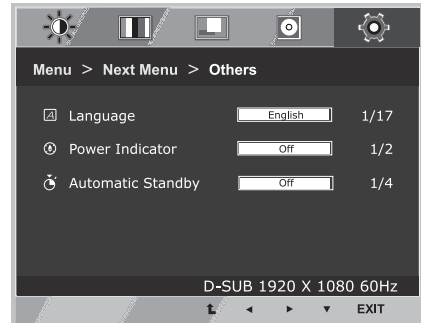 Menu > Next Menu > Others
Language English 1/17
Power Indicator Off 1/2
Automatic Standby Off 1/4
D-SUB 1920 X 1080 60Hz
EXIT